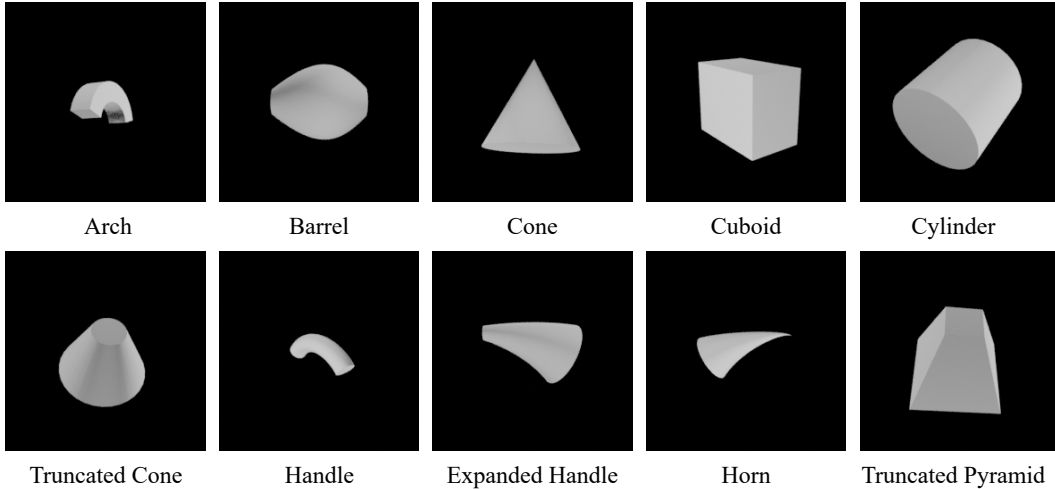 Arch
Barrel
Cone
Cuboid
Cylinder
Truncated Cone
Handle
Expanded Handle
Horn
Truncated Pyramid